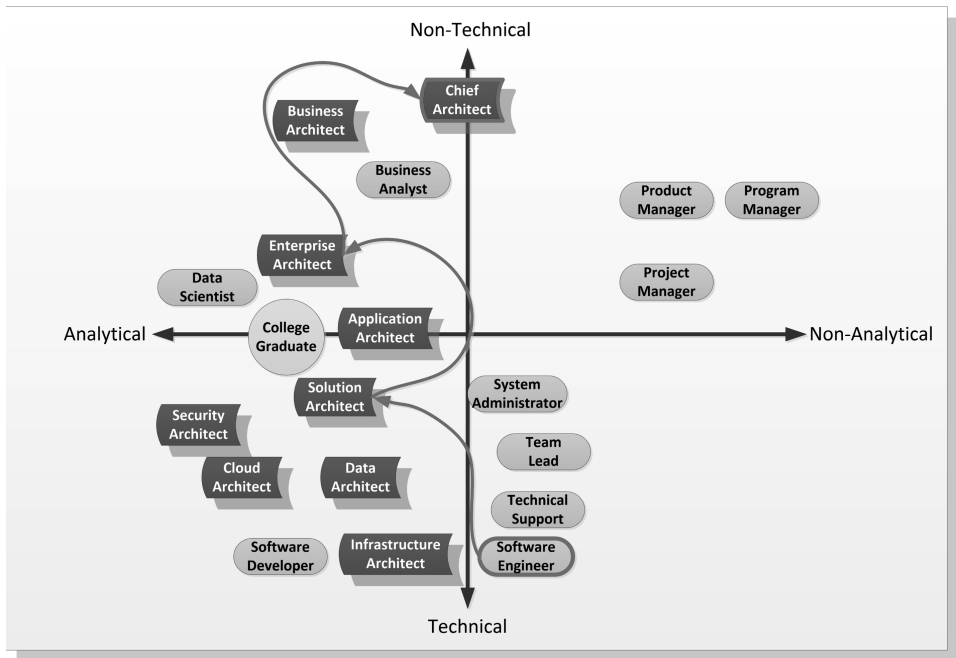 Non-Technical
Chief
Architect
Business
Architect
Business
Analyst
Product
Manager
Program
Manager
Enterprise
Architect
Data
Scientist
Project
Manager
Analytical
College
Graduate
Application
Architect
Non-Analytical
Solution
Architect
System
Administrator
Security
Architect
Team
Lead
Cloud
Architect
Data
Architect
Technical
Support
Software
Developer
Infrastructure
Architect
Software
Engineer
Technical